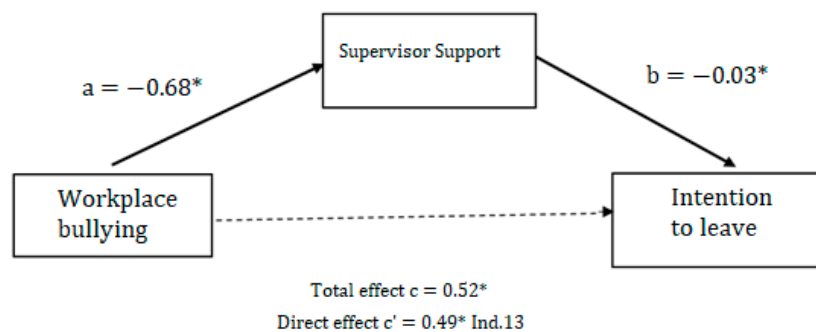 Supervisor Support
a = −0.68*
b = −0.03*
Workplace
bullying
Intention
to leave
Total effect c = 0.52*
Direct effect c' = 0.49* Ind.13